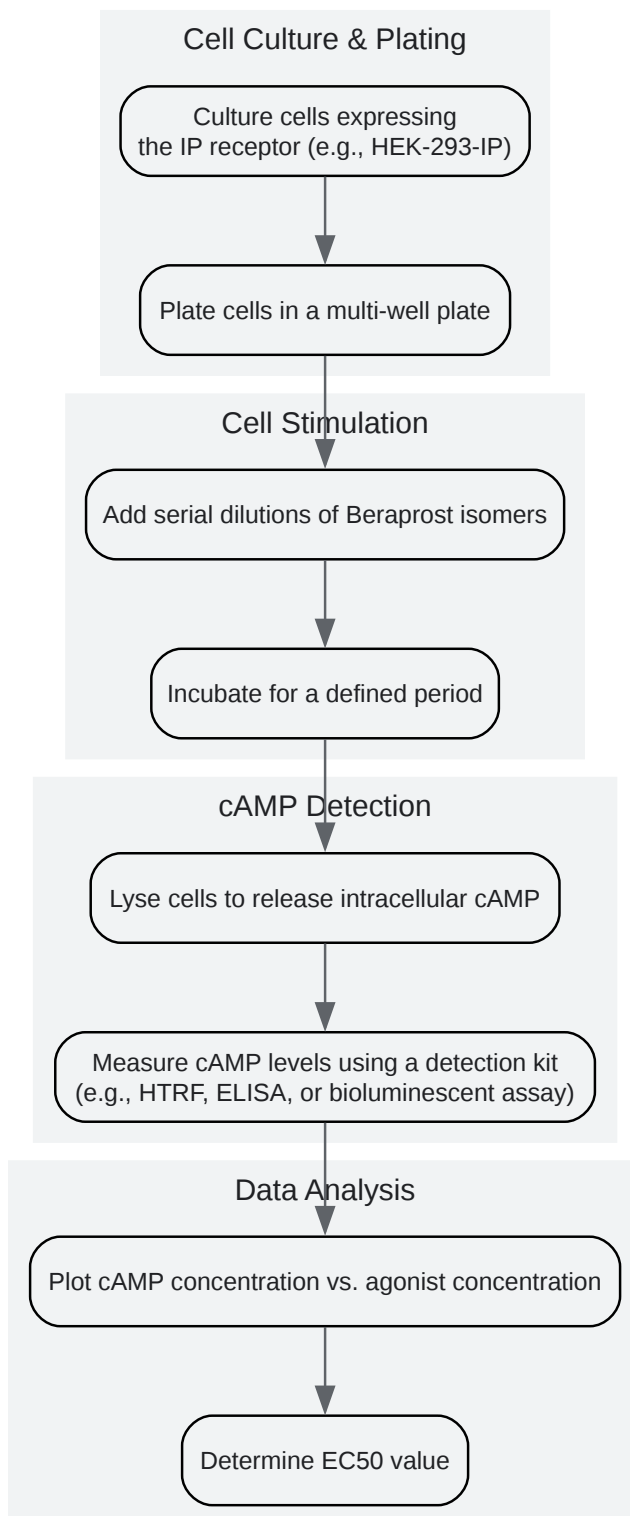 Cell Culture & Plating
Culture cells expressing
the IP receptor (e.g., HEK-293-IP)
Plate cells in a multi-well plate
Cell Stimulation
Add serial dilutions of Beraprost isomers
Incubate for a defined period
cAMP Detection
Lyse cells to release intracellular cAMP
Measure cAMP levels using a detection kit
(e.g., HTRF, ELISA, or bioluminescent assay)
Data Analysis
Plot cAMP concentration vs. agonist concentration
Determine EC50 value